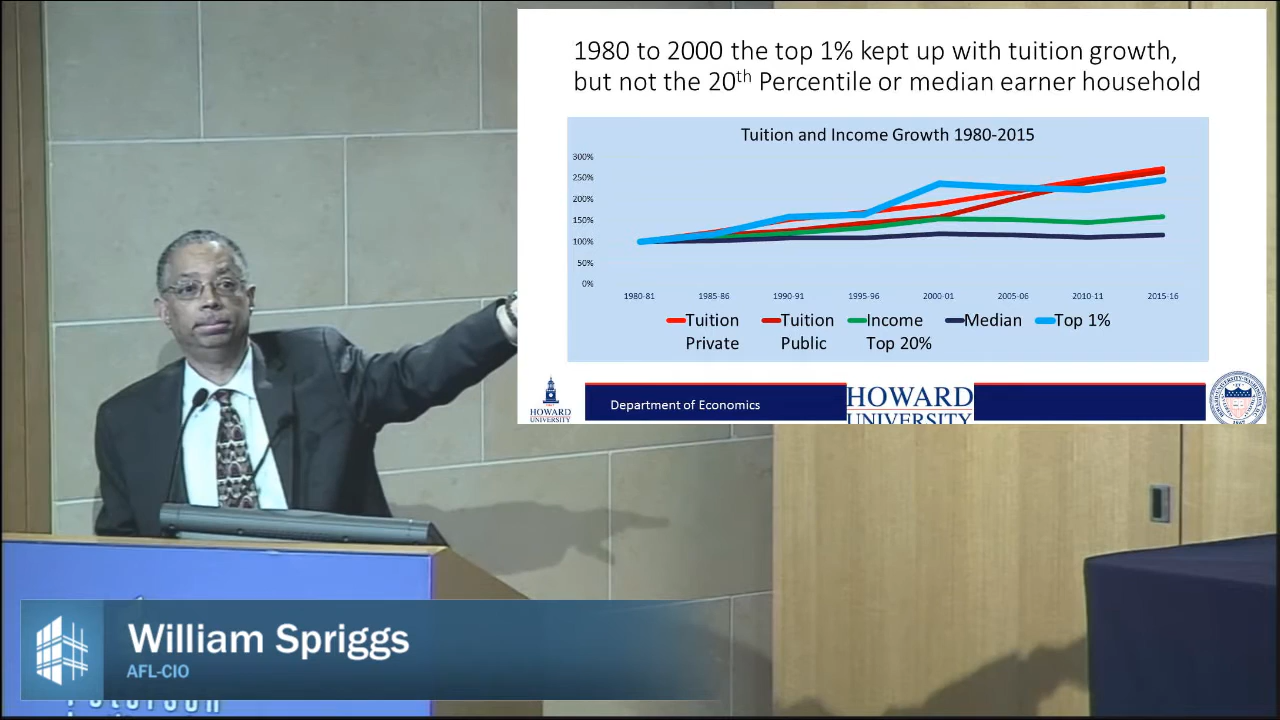 1980 to 2000 the top 1% kept up with tuition growth,
but not the 20th Percentile or median earner household
Tuition and Income Growth 1980-2015
300%
250%
200%
150%
100%
50%
0%
1980-81 1985-86 1990-91 1995-96 2000-01 2005-06 2010-11 2015-16
Tuition Private
Tuition Public
Income Top 20%
Median
Top 1%
HOWARD
UNIVERSITY
Department of Economics
HOWARD
UNIVERSITY
William Spriggs
AFL-CIO